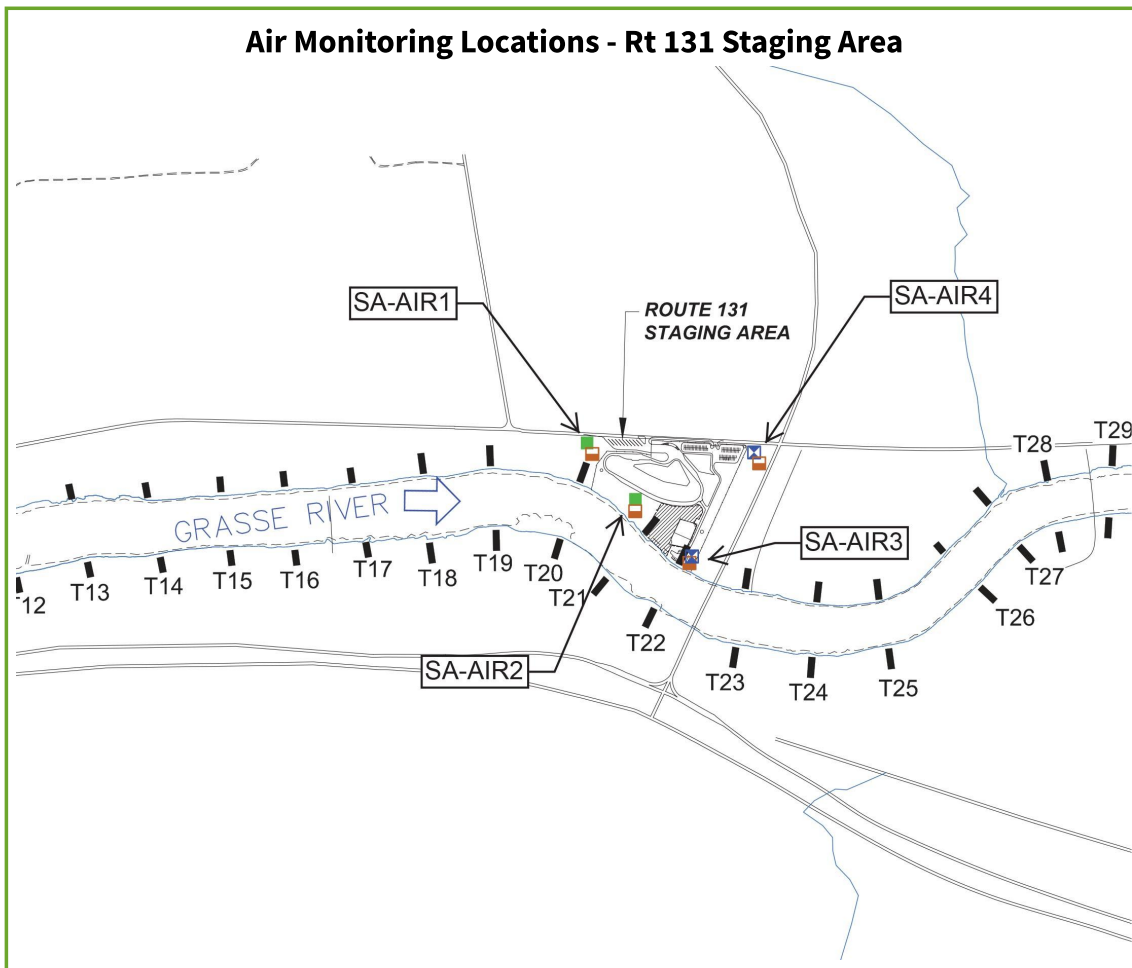 Air Monitoring Locations - Rt 131 Staging Area
SA-AIR1
ROUTE 131
STAGING AREA
SA-AIR4
T29
T28
GRASSE RIVER
SA-AIR3
T12
T13
T14
T15
T16
T17
T18
T19
T20
T21
T22
T23
T24
T25
T26
T27
SA-AIR2